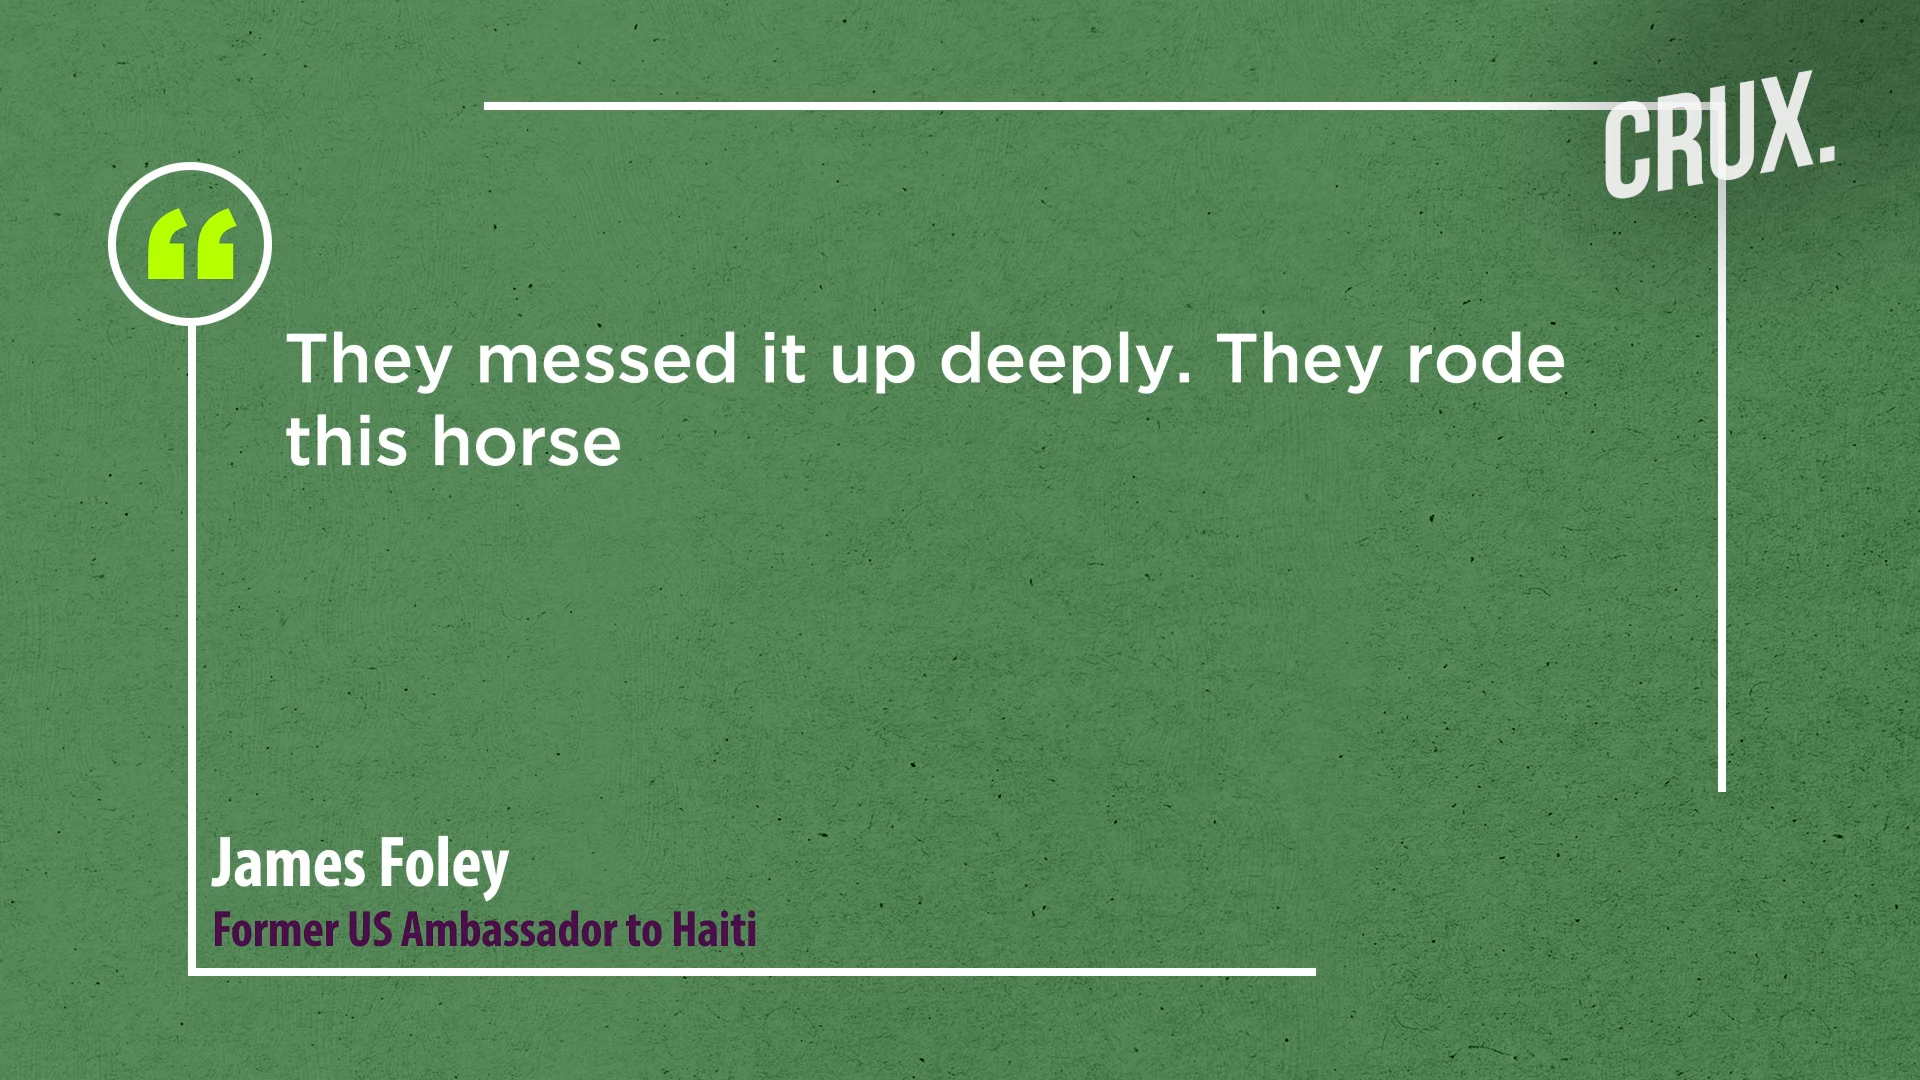 CRUX.
“
They messed it up deeply. They rode
this horse
James Foley
Former US Ambassador to Haiti